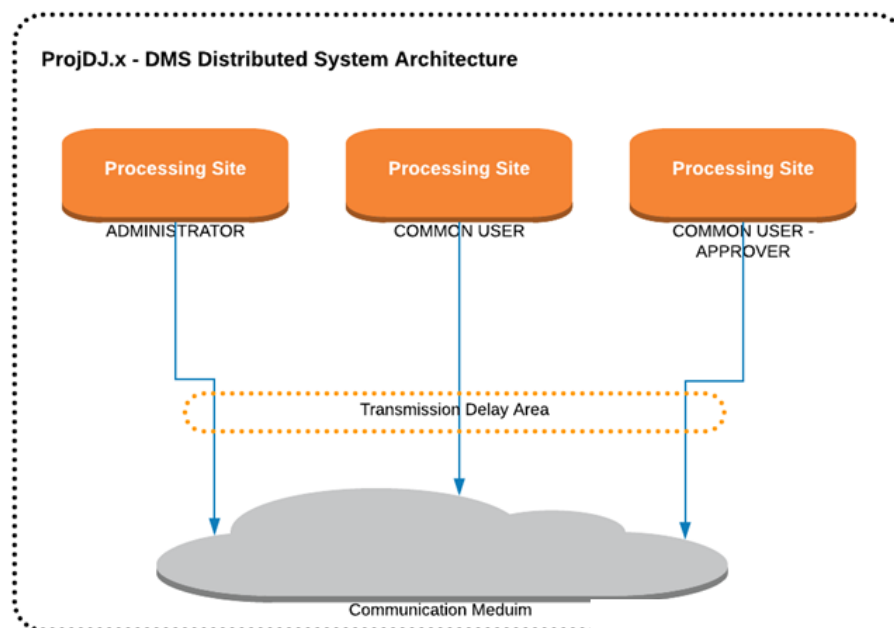 ProjDJ.x - DMS Distributed System Architecture
Processing Site
Processing Site
Processing Site
ADMINISTRATOR
COMMON USER
COMMON USER -
APPROVER
Transmission Delay Area
Communication Meduim